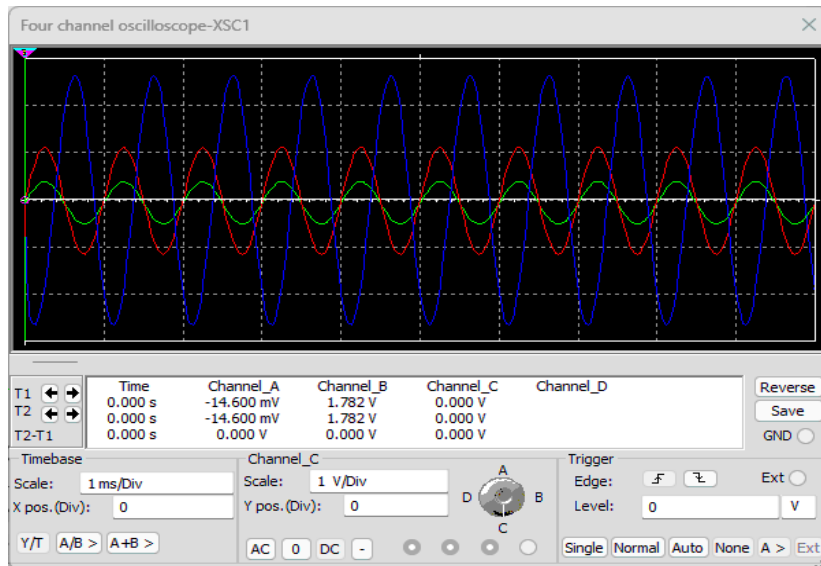 Four channel oscilloscope-XSC1
Time Channel_A Channel_B Channel_C Channel_D
T1 0.000 s -14.600 mV 1.782 V 0.000 V
T2 0.000 s -14.600 mV 1.782 V 0.000 V
T2-T1 0.000 s 0.000 V 0.000 V 0.000 V
Reverse
Save
GND
Timebase
Scale: 1 ms/Div
X pos.(Div): 0
Y/T A/B > A+B >
Channel_C
Scale: 1 V/Div
Y pos.(Div): 0
AC 0 DC -
A
D B
C
Trigger
Edge: Ext
Level: 0 V
Single Normal Auto None A > Ext